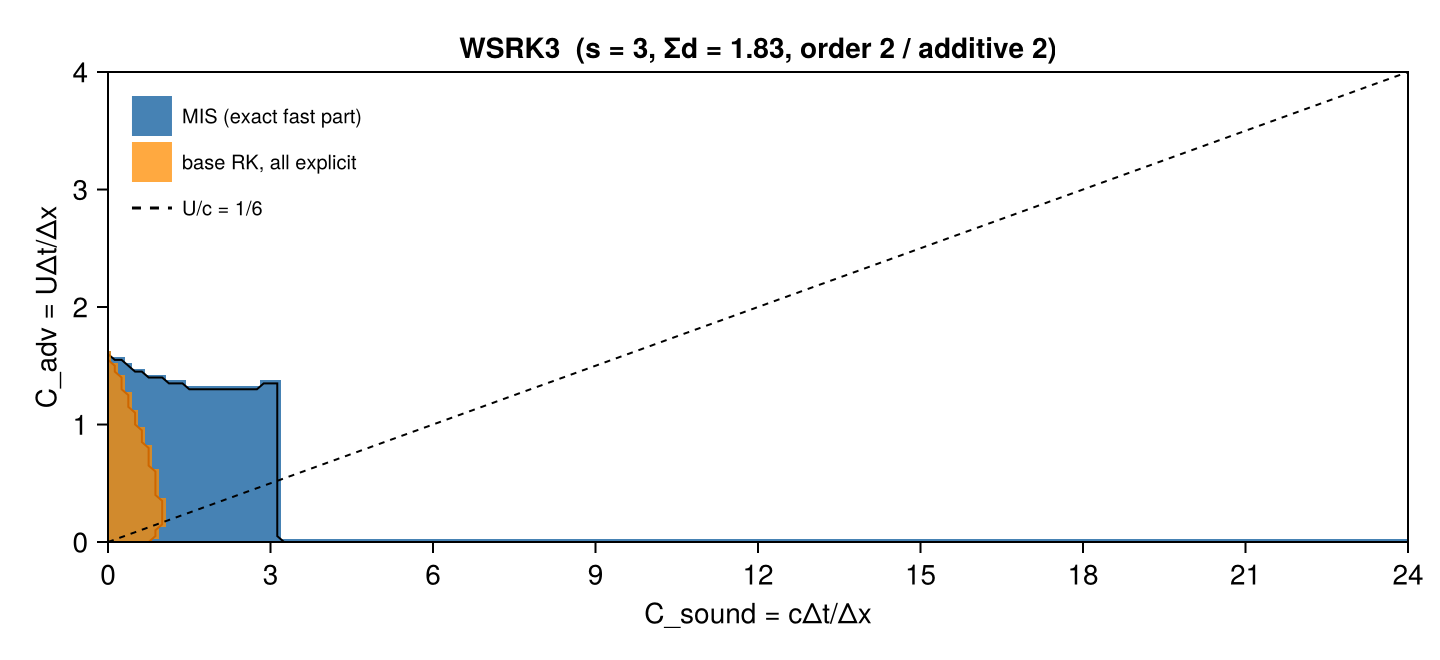 WSRK3 (s = 3, Σd = 1.83, order 2 / additive 2)
MIS (exact fast part)
base RK, all explicit
U/c = 1/6
C_adv = UΔt/Δx
4
3
2
1
0
0 3 6 9 12 15 18 21 24
C_sound = cΔt/Δx